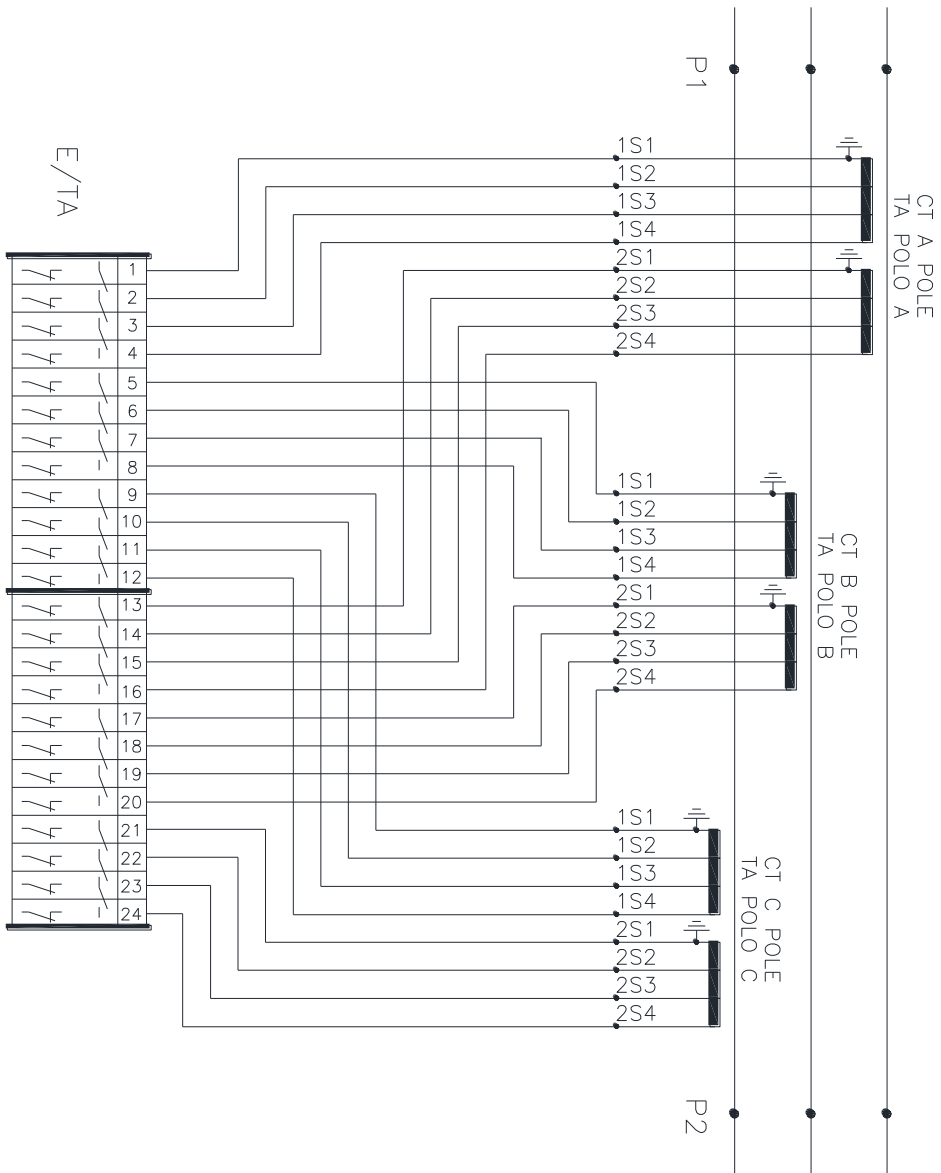 P1
CT A POLE
TA POLO A
1S1
1S2
1S3
1S4
2S1
2S2
2S3
2S4
E/TA
1
2
3
4
5
6
7
8
9
10
11
12
13
14
15
16
17
18
19
20
21
22
23
24
CT B POLE
TA POLO B
1S1
1S2
1S3
1S4
2S1
2S2
2S3
2S4
CT C POLE
TA POLO C
1S1
1S2
1S3
1S4
2S1
2S2
2S3
2S4
P2